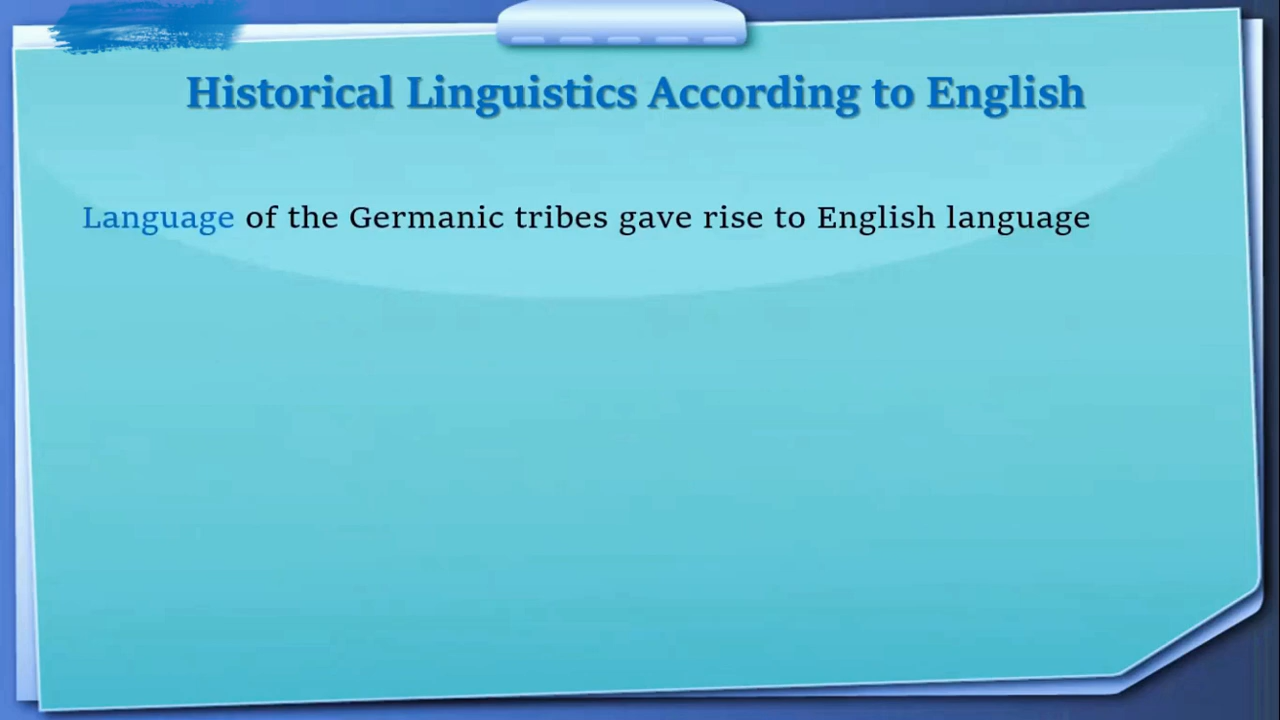 Historical Linguistics According to English
Language of the Germanic tribes gave rise to English language